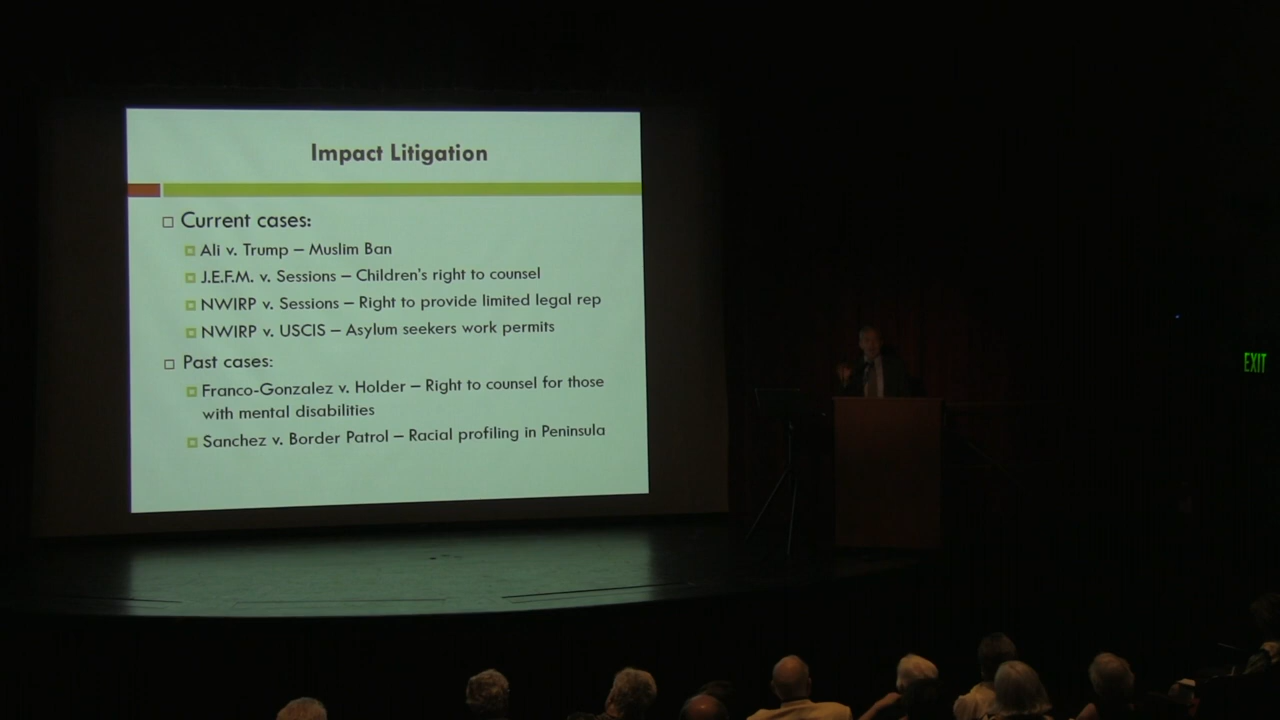 Impact Litigation
Current cases:
Ali v. Trump – Muslim Ban
J.E.F.M. v. Sessions – Children's right to counsel
NWIRP v. Sessions – Right to provide limited legal rep
NWIRP v. USCIS – Asylum seekers work permits
Past cases:
Franco-Gonzalez v. Holder – Right to counsel for those
with mental disabilities
Sanchez v. Border Patrol – Racial profiling in Peninsula
EXIT